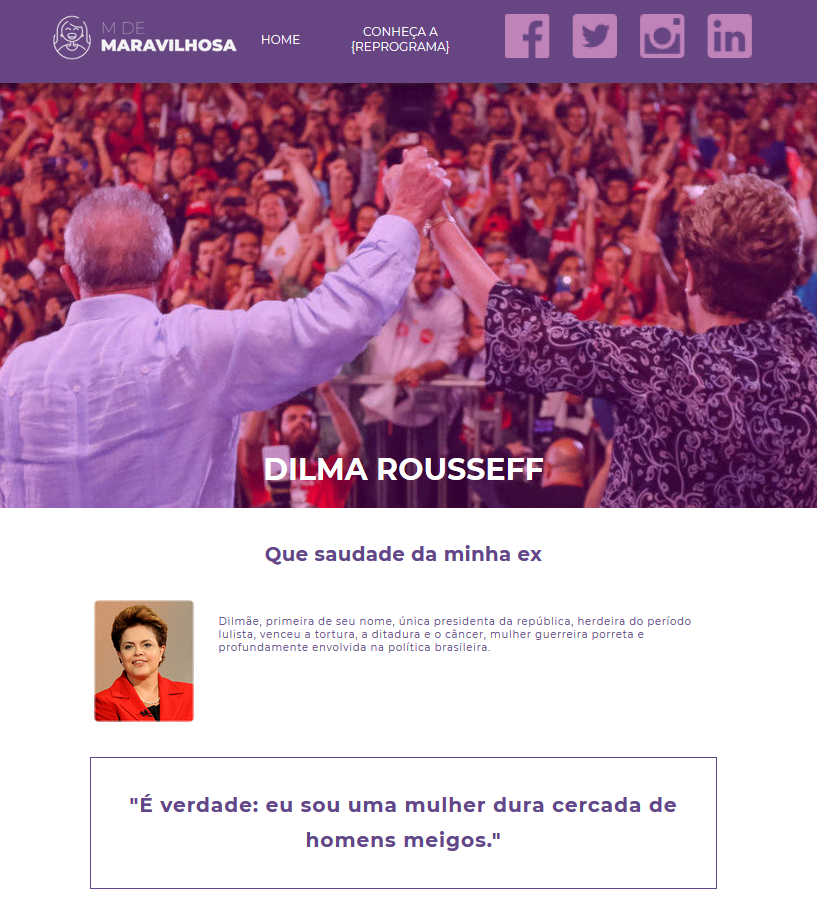 M DE
MARAVILHOSA
HOME
CONHEÇA A
{REPROGRAMA}
DILMA ROUSSEFF
Que saudade da minha ex
Dilmãe, primeira de seu nome, única presidenta da república, herdeira do período
lulista, venceu a tortura, a ditadura e o câncer, mulher guerreira porreta e
profundamente envolvida na política brasileira.
"É verdade: eu sou uma mulher dura cercada de
homens meigos."